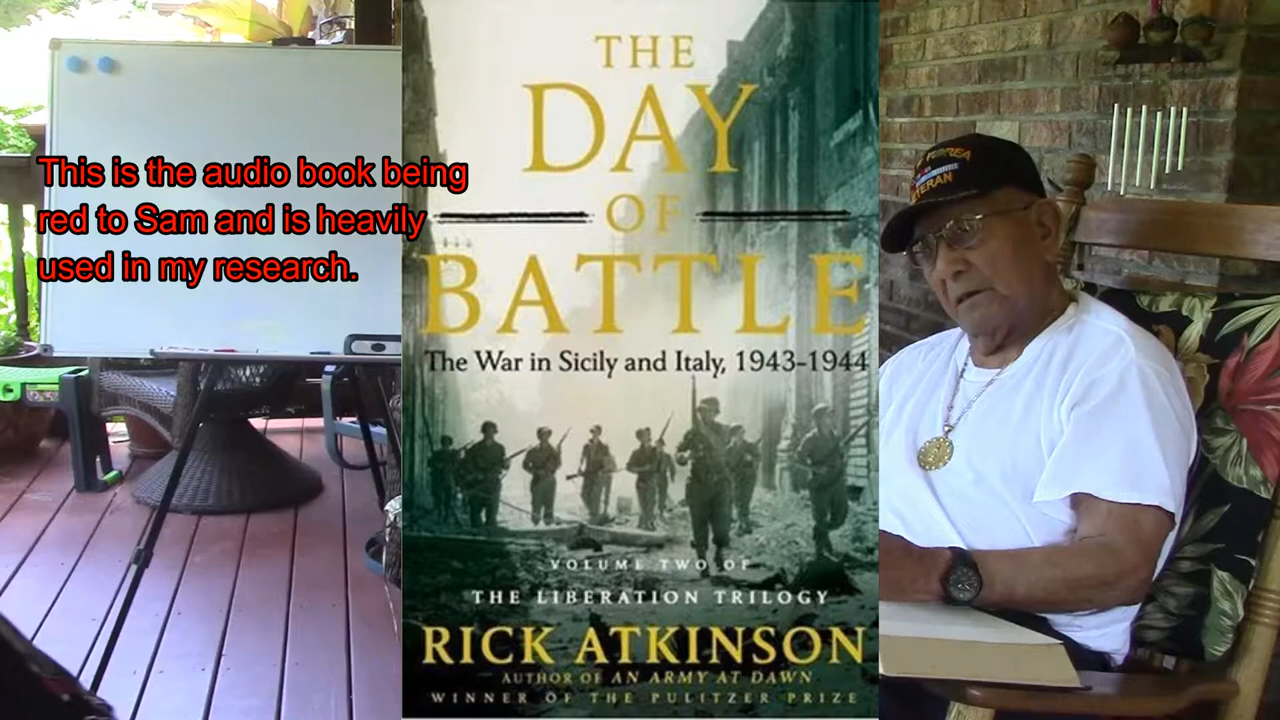 This is the audio book being
red to Sam and is heavily
used in my research.
THE
DAY
OF
BATTLE
The War in Sicily and Italy, 1943-1944
VOLUME TWO OF
THE LIBERATION TRILOGY
RICK ATKINSON
AUTHOR OF AN ARMY AT DAWN
WINNER OF THE PULITZER PRIZE
KOREA
VETERAN